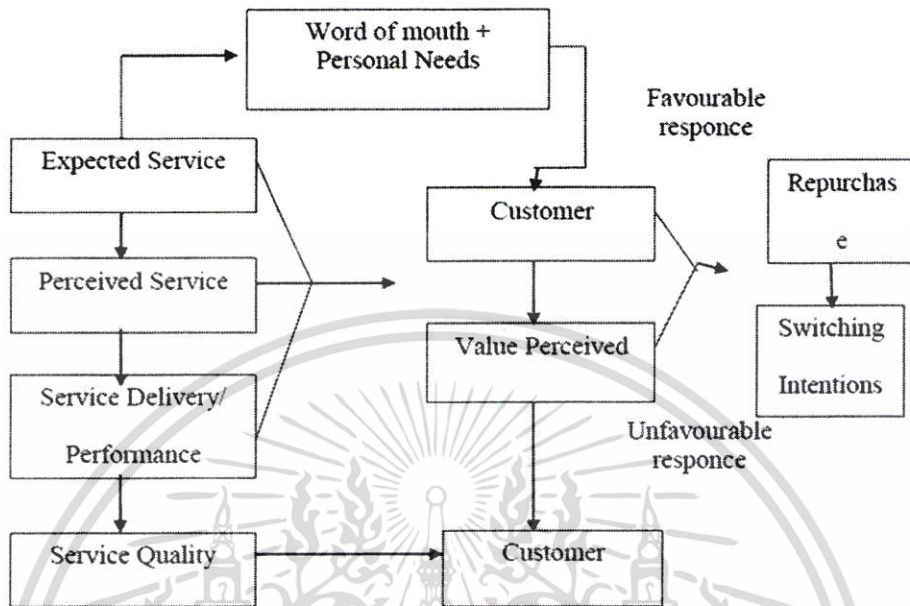 Word of mouth +
Personal Needs
Favourable
responce
Expected Service
Customer
Repurchas
e
Perceived Service
Value Perceived
Switching
Intentions
Service Delivery/
Performance
Unfavourable
responce
Service Quality
Customer